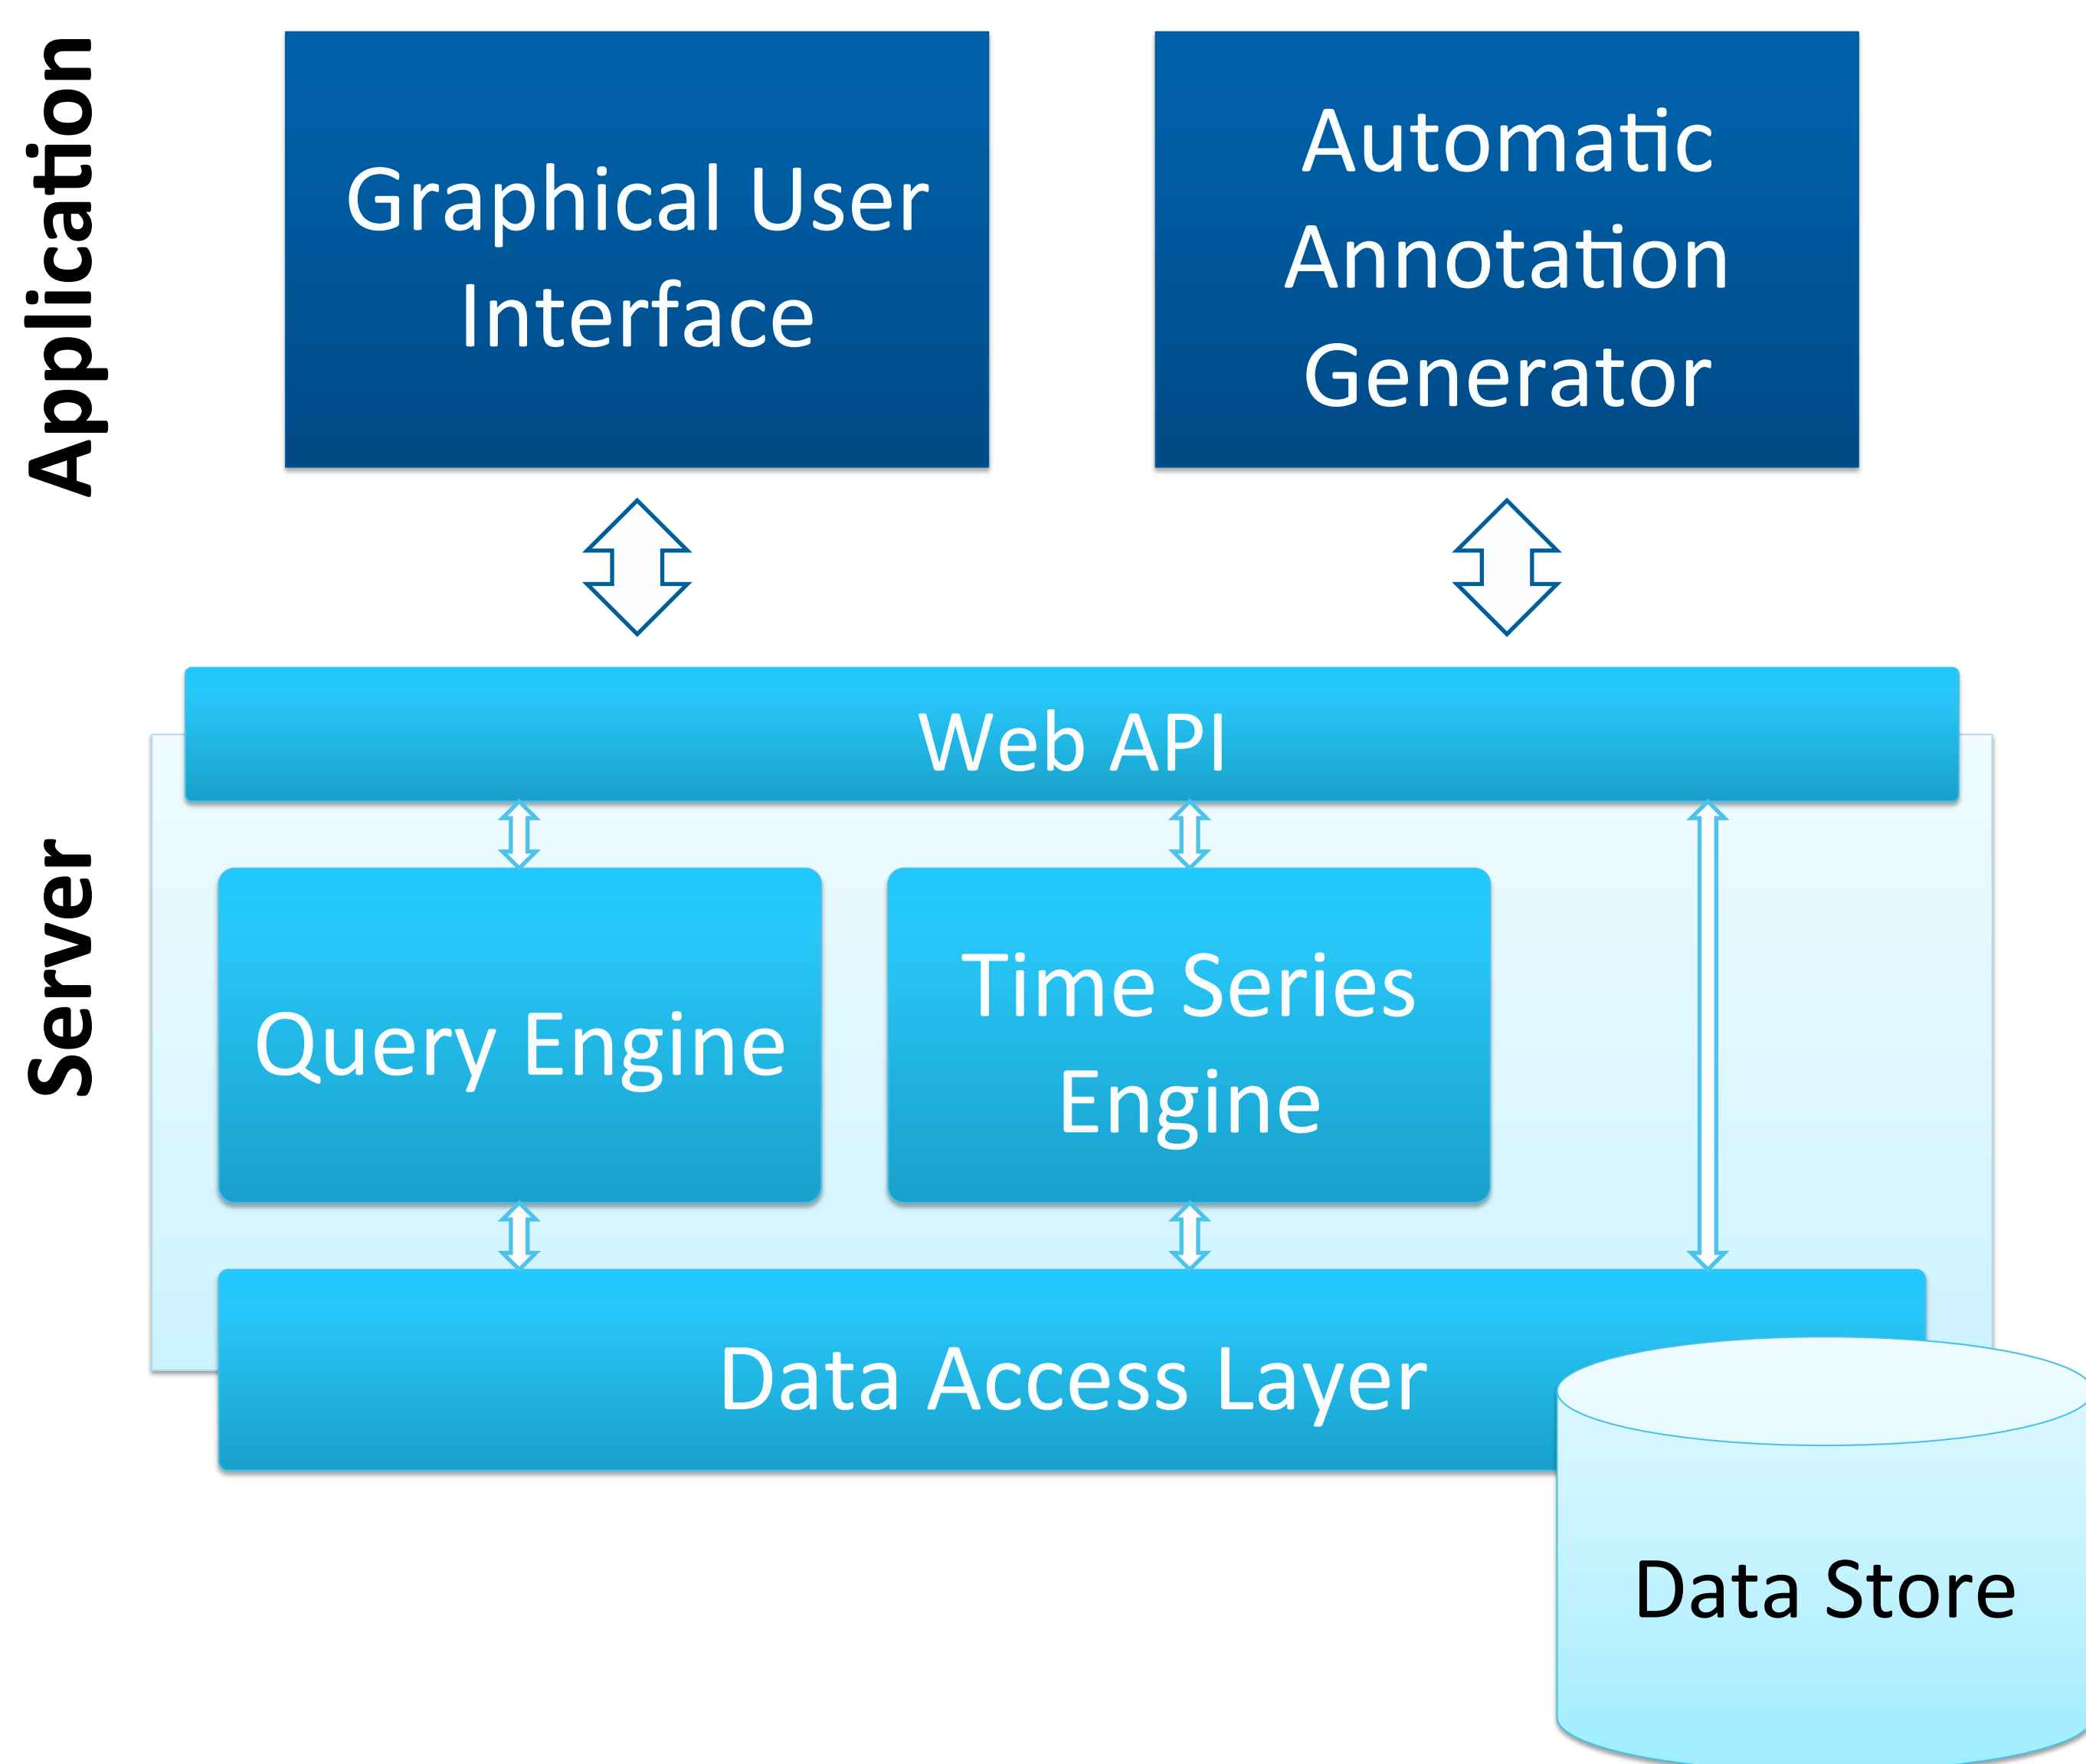 Application
Graphical User
Interface
Automatic
Annotation
Generator
Server
Web API
Query Engine
Time Series
Engine
Data Access Layer
Data Store